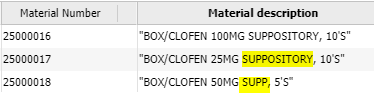 Material Number Material description
25000016 "BOX/CLOFEN 100MG SUPPOSITORY, 10'S"
25000017 "BOX/CLOFEN 25MG SUPPOSITORY, 10'S"
25000018 "BOX/CLOFEN 50MG SUPP, 5'S"